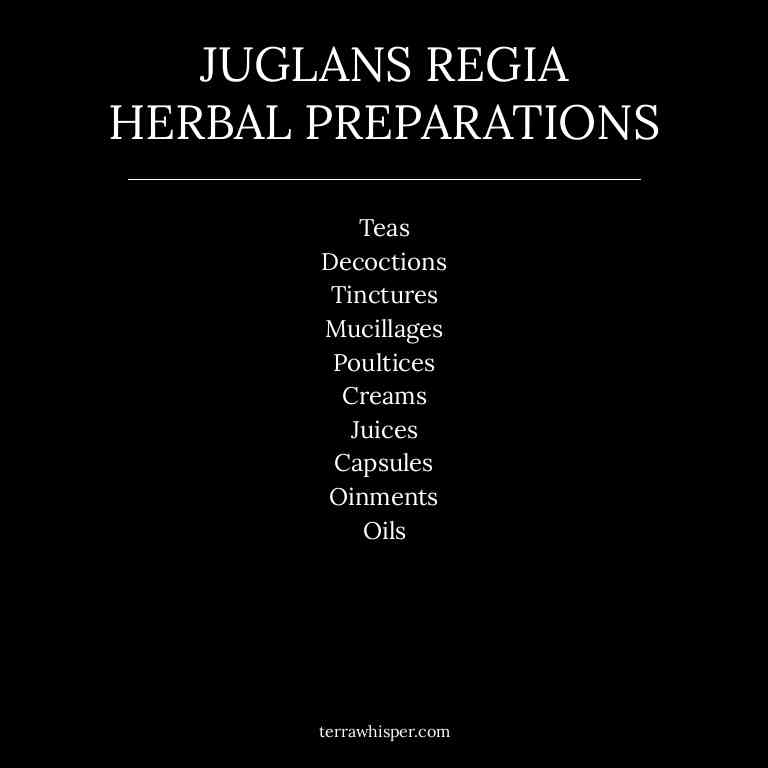 JUGLANS REGIA
HERBAL PREPARATIONS
Teas
Decoctions
Tinctures
Mucillages
Poultices
Creams
Juices
Capsules
Oinments
Oils
terrawhisper.com